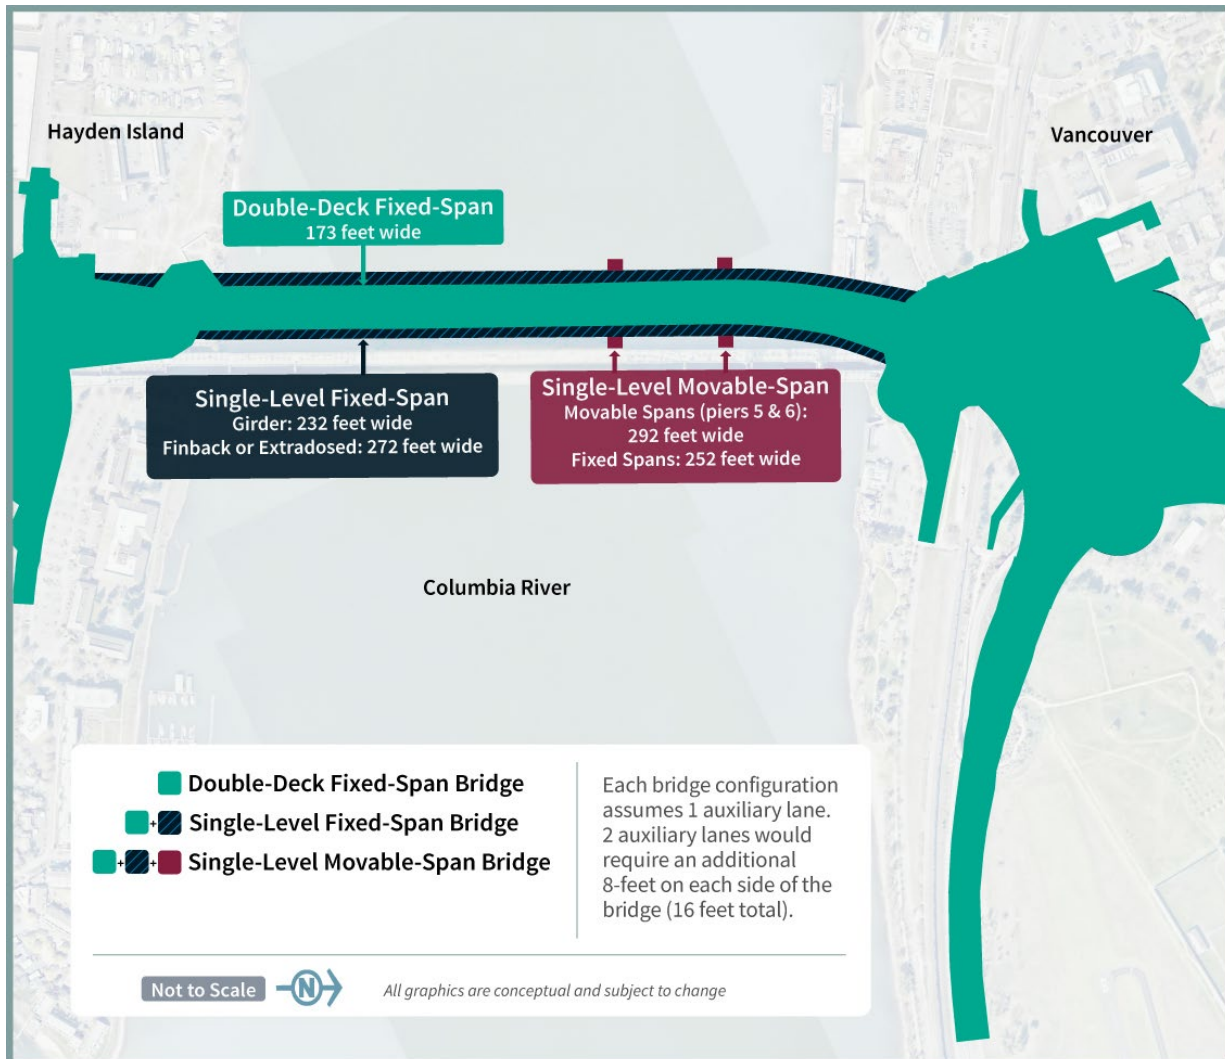 Hayden Island
Vancouver
Double-Deck Fixed-Span
173 feet wide
Single-Level Fixed-Span
Girder: 232 feet wide
Finback or Extradosed: 272 feet wide
Single-Level Movable-Span
Movable Spans (piers 5 & 6):
292 feet wide
Fixed Spans: 252 feet wide
Columbia River
Double-Deck Fixed-Span Bridge
+ Single-Level Fixed-Span Bridge
+ + Single-Level Movable-Span Bridge
Each bridge configuration
assumes 1 auxiliary lane.
2 auxiliary lanes would
require an additional
8-feet on each side of the
bridge (16 feet total).
Not to Scale
N
All graphics are conceptual and subject to change